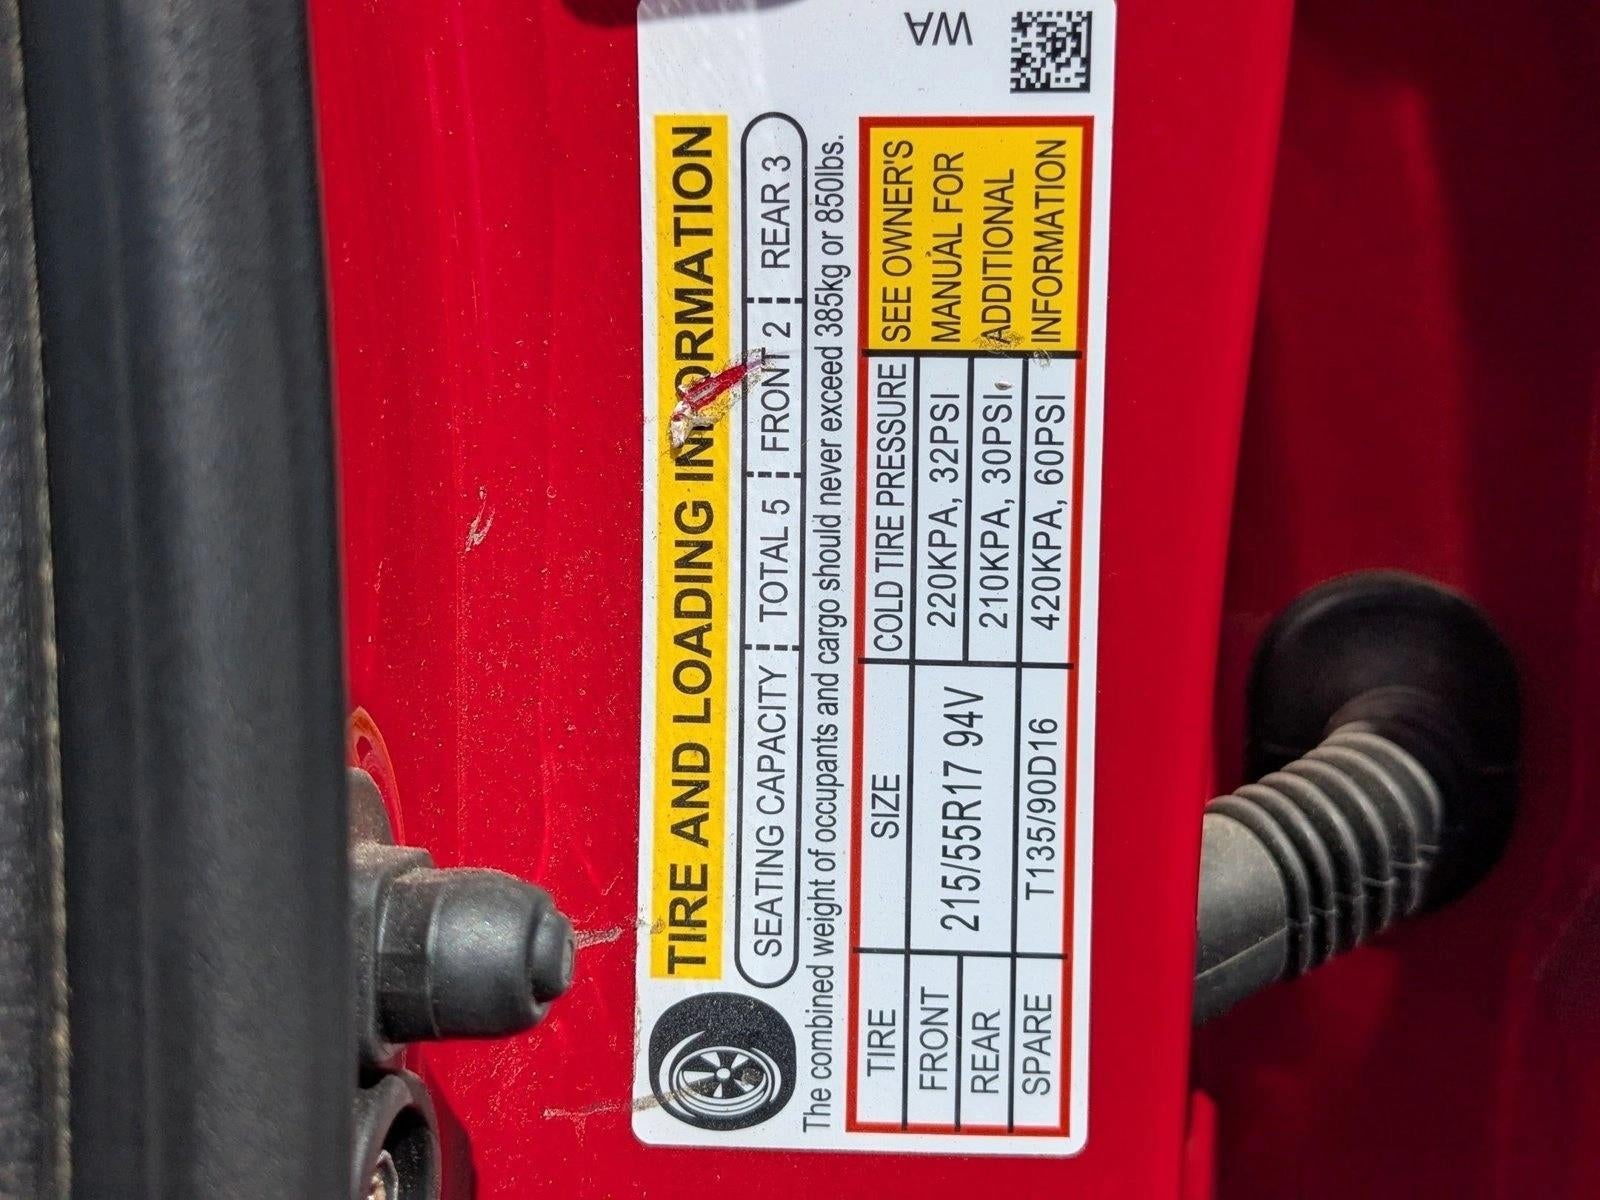 TIRE AND LOADING INFORMATION
SEATING CAPACITY TOTAL 5 FRONT 2 REAR 3
The combined weight of occupants and cargo should never exceed 385kg or 850lbs.
TIRE SIZE COLD TIRE PRESSURE
FRONT 215/55R17 94V 220KPA, 32PSI
REAR 210KPA, 30PSI
SPARE T135/90D16 420KPA, 60PSI
SEE OWNER'S
MANUAL FOR
ADDITIONAL
INFORMATION
WA